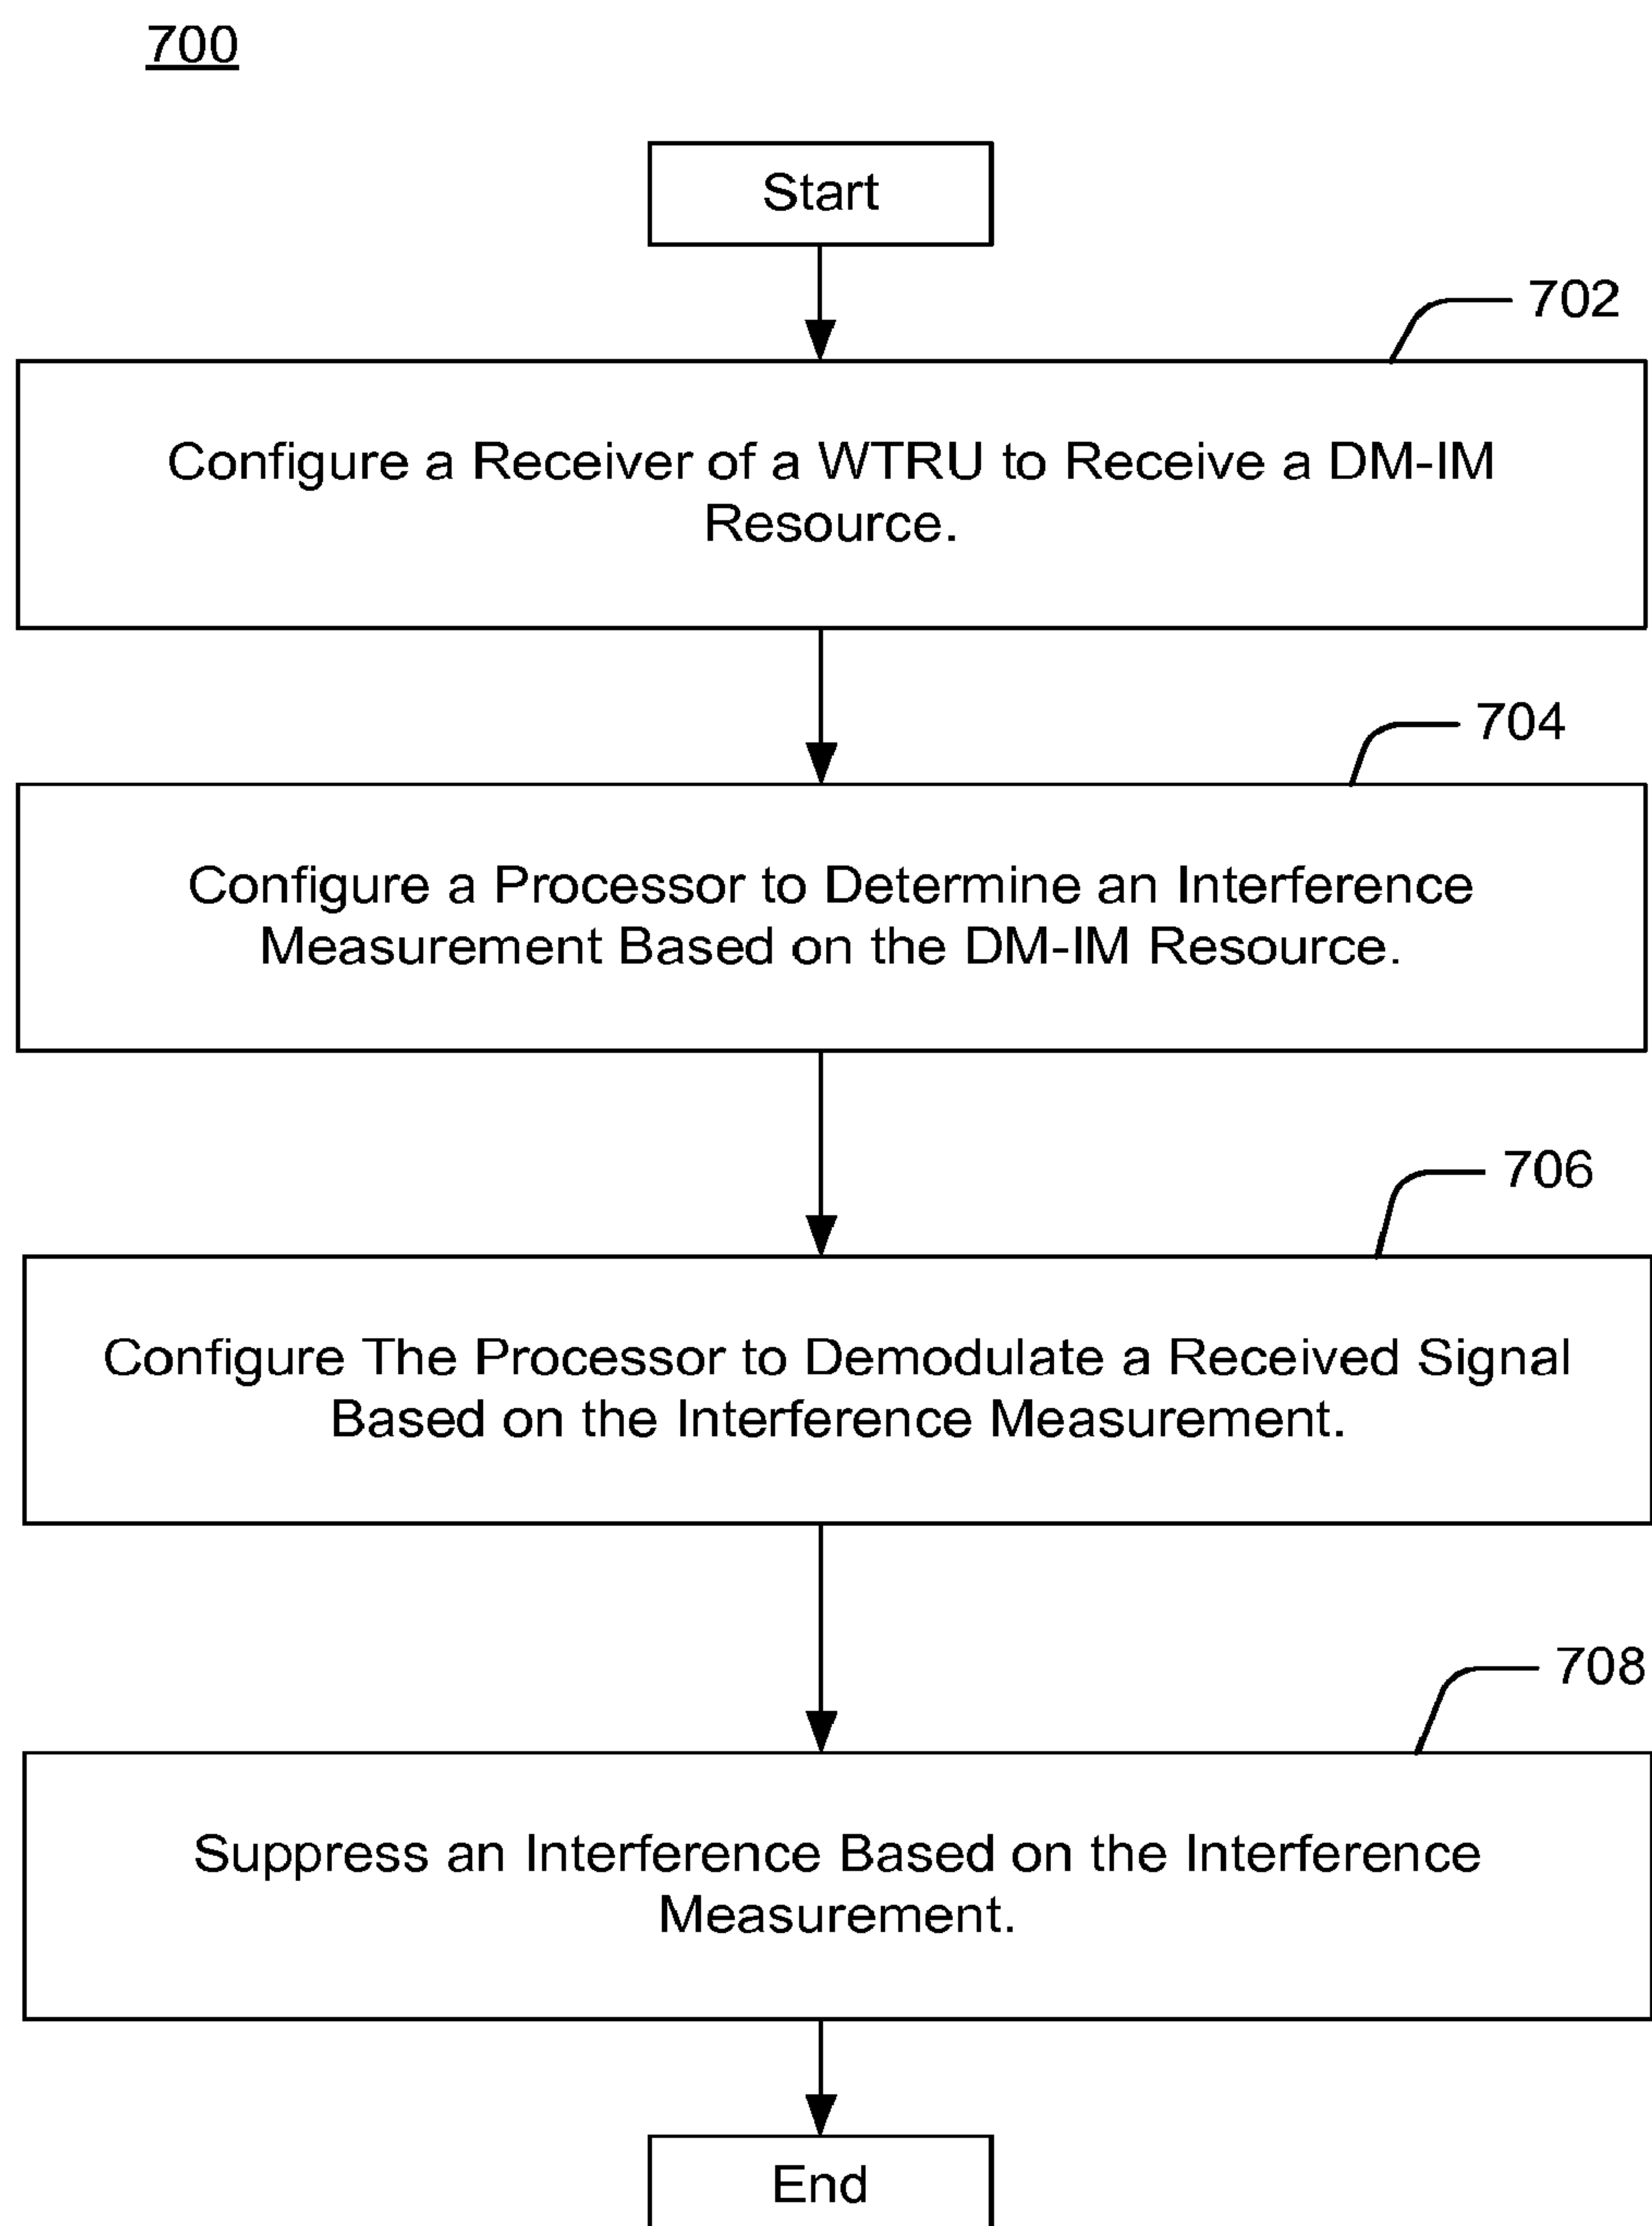 700
Start
702
Configure a Receiver of a WTRU to Receive a DM-IM
Resource.
704
Configure a Processor to Determine an Interference
Measurement Based on the DM-IM Resource.
706
Configure The Processor to Demodulate a Received Signal
Based on the Interference Measurement.
708
Suppress an Interference Based on the Interference
Measurement.
End